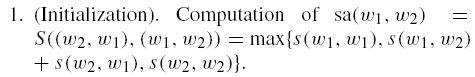 1. (Initialization). Computation of sa(w₁, w₂) =
S((w₂, w₁), (w₁, w₂)) = max{s(w₁, w₁), s(w₁, w₂)
+ s(w₂, w₁), s(w₂, w₂)}.